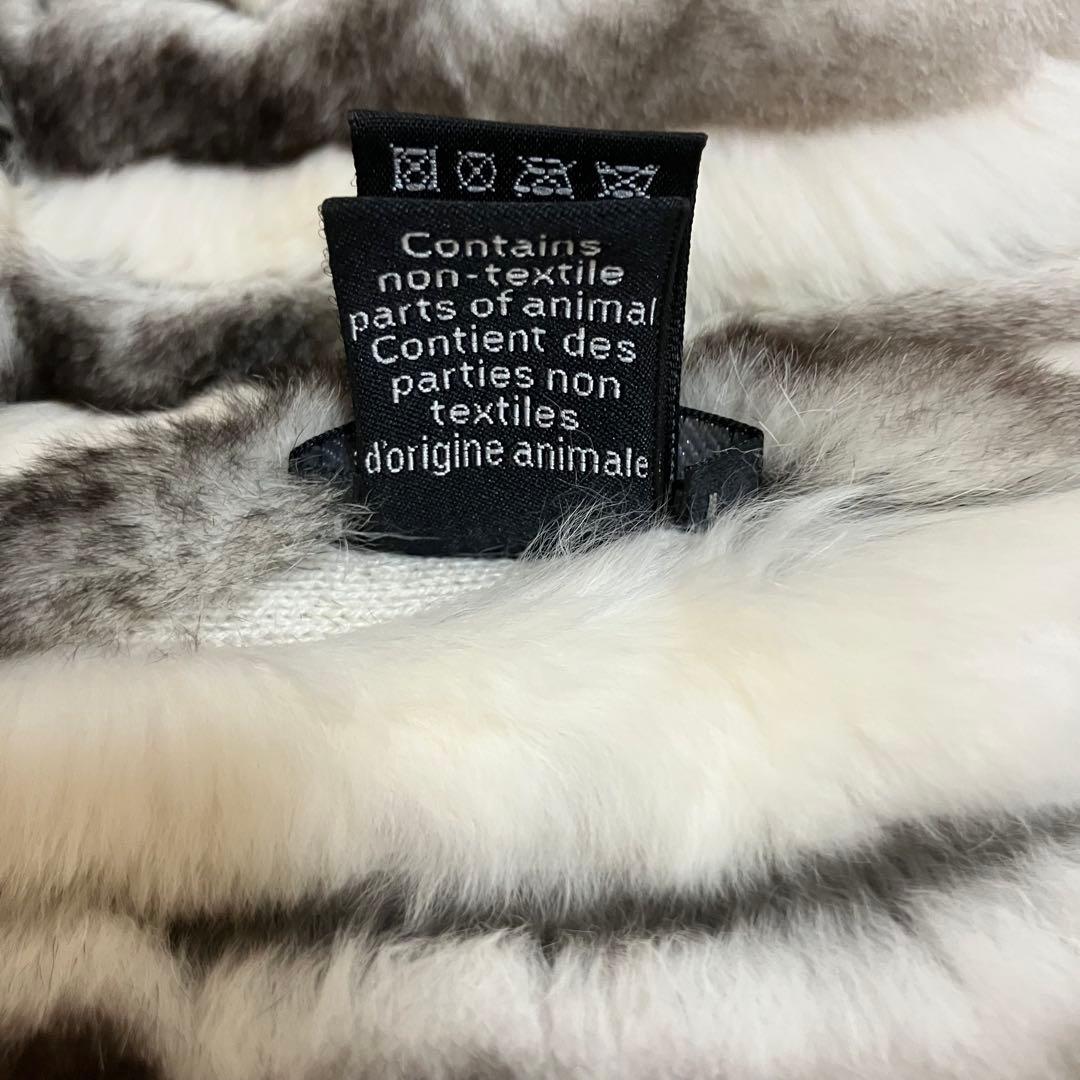 Contains
non-textile
parts of animal
Contient des
parties non
textiles
d'origine animale